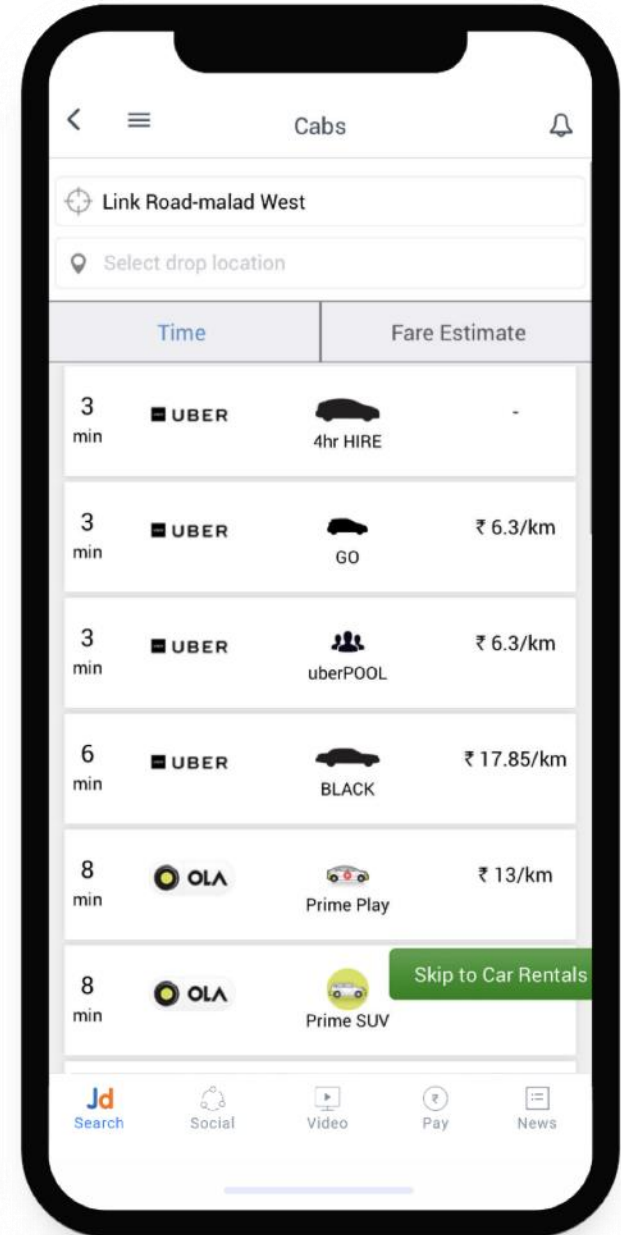 Cabs
Link Road-malad West
Select drop location
Time Fare Estimate
3 min UBER 4hr HIRE -
3 min UBER GO ₹ 6.3/km
3 min UBER uberPOOL ₹ 6.3/km
6 min UBER BLACK ₹ 17.85/km
8 min OLA Prime Play ₹ 13/km
8 min OLA Prime SUV
Skip to Car Rentals
Jd
Search Social Video ₹ Pay News